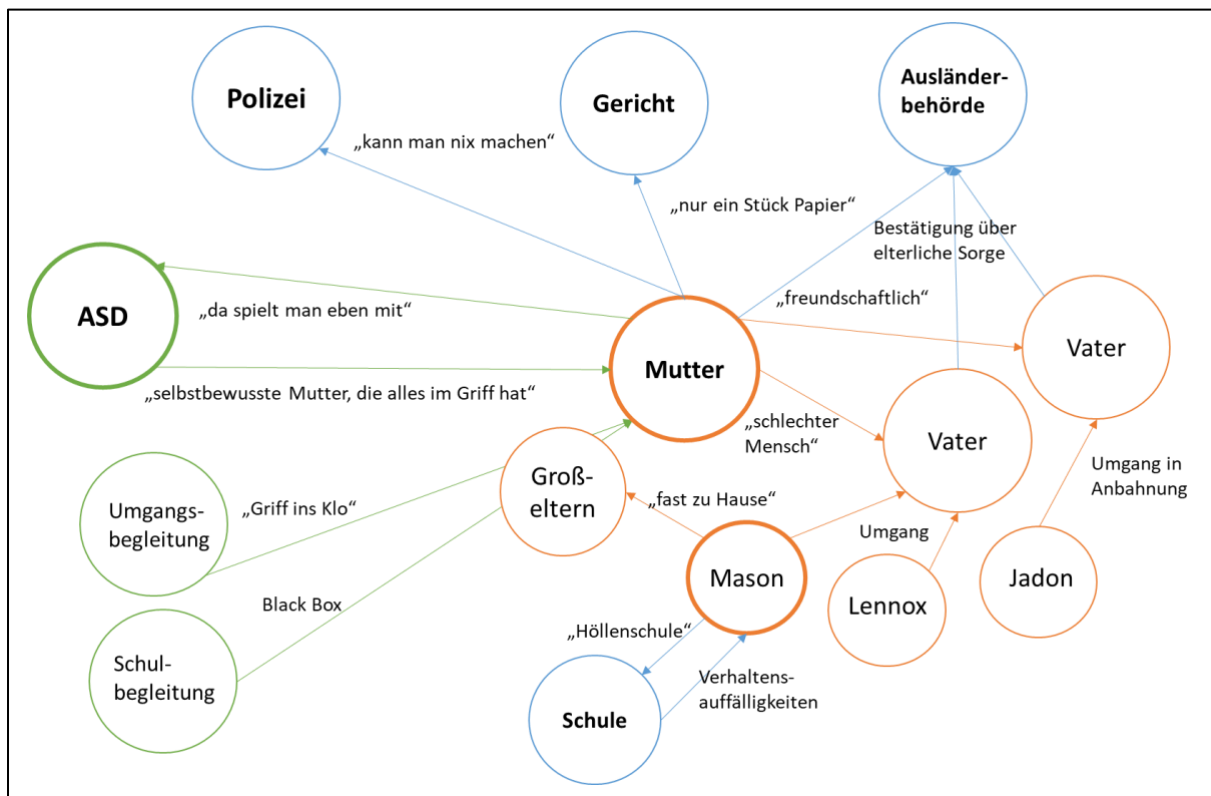 Polizei
Gericht
Ausländer-
behörde
„kann man nix machen“
„nur ein Stück Papier“
Bestätigung über
elterliche Sorge
ASD
„da spielt man eben mit“
„freundschaftlich“
Mutter
Vater
„selbstbewusste Mutter, die alles im Griff hat“
„schlechter
Mensch“
Vater
Groß-
eltern
Umgangs-
begleitung
„Griff ins Klo“
„fast zu Hause“
Umgang in
Anbahnung
Umgang
Mason
Lennox
Jadon
Black Box
„Höllenschule“
Schul-
begleitung
Verhaltens-
auffälligkeiten
Schule